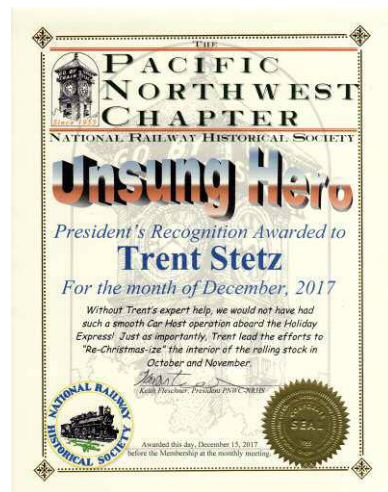 THE
PACIFIC
NORTHWEST
CHAPTER
Since 1955
NATIONAL RAILWAY HISTORICAL SOCIETY
Unsung Hero
President's Recognition Awarded to
Trent Stetz
For the month of December, 2017
Without Trent's expert help, we would not have had
such a smooth Car Host operation aboard the Holiday
Express! Just as importantly, Trent lead the efforts to
"Re-Christmas-ize" the interior of the rolling stock in
October and November.
Keith Fleschner, President PNWC-NRHS
NATIONAL RAILWAY
HISTORICAL SOCIETY
SEAL
Awarded this day, December 15, 2017
before the Membership at the monthly meeting.